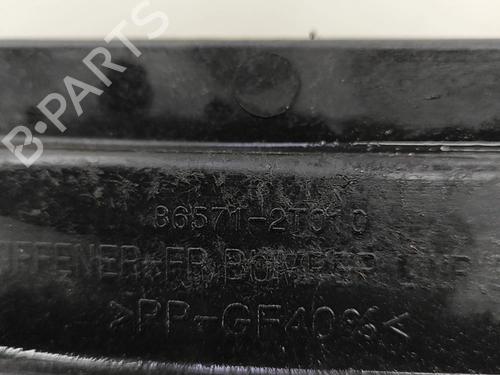 B-PARTS
86571-2T010
STIFFENER-FR BUMPER LWR
>PP-GF40%<